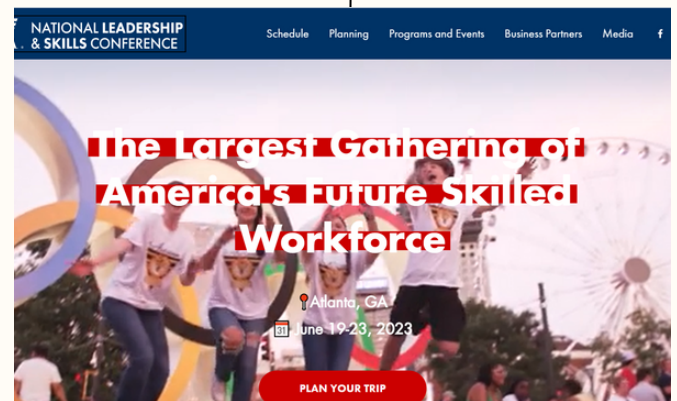 NATIONAL LEADERSHIP
& SKILLS CONFERENCE
Schedule Planning Programs and Events Business Partners Media f
The Largest Gathering of
America's Future Skilled
Workforce
Atlanta, GA
31 June 19-23, 2023
PLAN YOUR TRIP